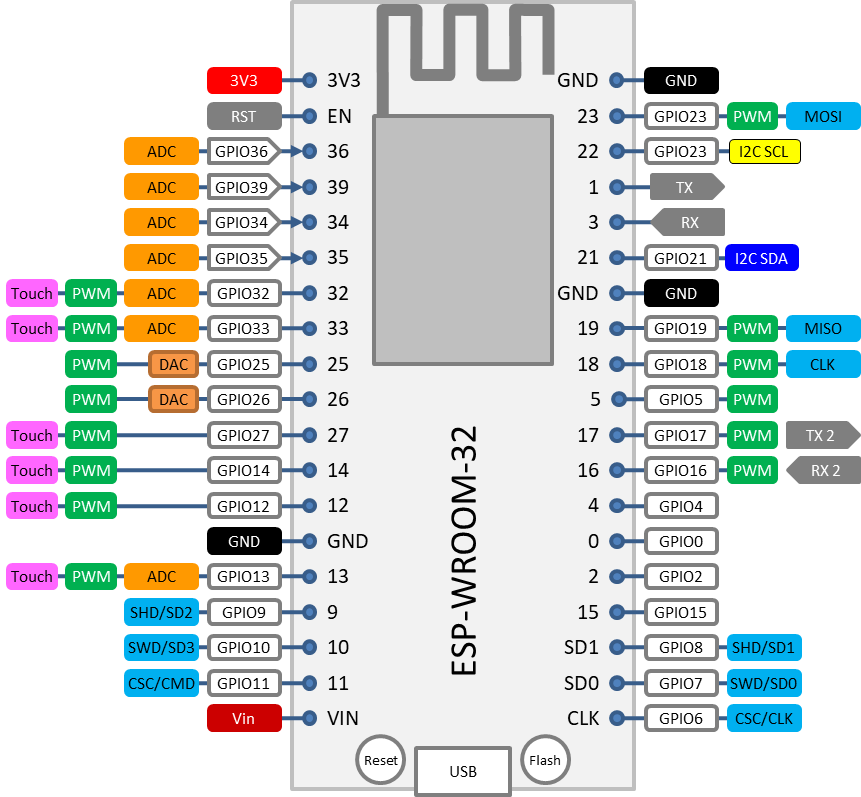 3V3 3V3 GND GND
RST EN 23 GPIO23 PWM MOSI
ADC GPIO36 36 22 GPIO23 I2C SCL
ADC GPIO39 39 1 TX
ADC GPIO34 34 3 RX
ADC GPIO35 35 21 GPIO21 I2C SDA
Touch PWM ADC GPIO32 32 GND GND
Touch PWM ADC GPIO33 33 19 GPIO19 PWM MISO
PWM DAC GPIO25 25 18 GPIO18 PWM CLK
PWM DAC GPIO26 26 5 GPIO5 PWM
Touch PWM GPIO27 27 17 GPIO17 PWM TX 2
Touch PWM GPIO14 14 16 GPIO16 PWM RX 2
Touch PWM GPIO12 12 4 GPIO4
GND GND 0 GPIO0
Touch PWM ADC GPIO13 13 2 GPIO2
SHD/SD2 GPIO9 9 15 GPIO15
SWD/SD3 GPIO10 10 SD1 GPIO8 SHD/SD1
CSC/CMD GPIO11 11 SD0 GPIO7 SWD/SD0
Vin VIN CLK GPIO6 CSC/CLK
ESP-WROOM-32
Reset USB Flash